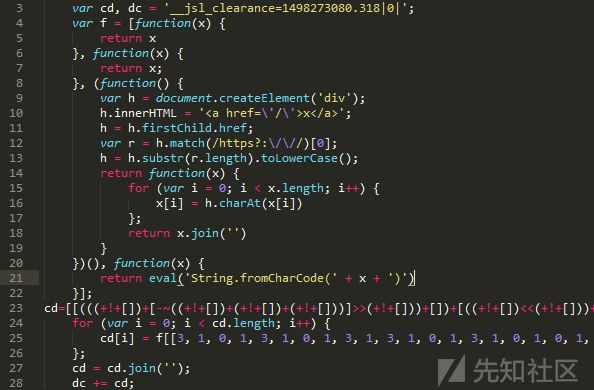 3 var cd, dc = '__jsl_clearance=1498273080.318|0|';
4 var f = [function(x) {
5 return x
6 }, function(x) {
7 return x;
8 }, (function() {
9 var h = document.createElement('div');
10 h.innerHTML = '<a href=\'/\'>x</a>';
11 h = h.firstChild.href;
12 var r = h.match(/https?:\/\//)[0];
13 h = h.substr(r.length).toLowerCase();
14 return function(x) {
15 for (var i = 0; i < x.length; i++) {
16 x[i] = h.charAt(x[i])
17 };
18 return x.join('')
19 }
20 })(), function(x) {
21 return eval('String.fromCharCode(' + x + ')')
22 }];
23 cd=[[(((+!+[])+[-~((+!+[])+(+!+[])+(+!+[]))]>>(+!+[]))+[])+[((+!+[])<<(+!+[]))+
24 for (var i = 0; i < cd.length; i++) {
25 cd[i] = f[[3, 1, 0, 1, 3, 0, 1, 3, 1, 3, 1, 0, 1, 3, 1, 0, 1, 0, 1,
26 };
27 cd = cd.join('');
28 dc += cd;
先知社区